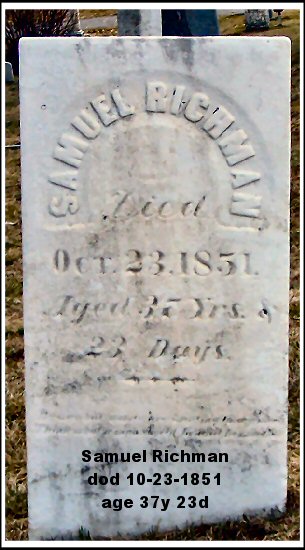 SAMUEL RICHMAN
Died
OCT. 23. 1851.
Aged 37 Yrs. &
23 Days.
Samuel Richman
dod 10-23-1851
age 37y 23d